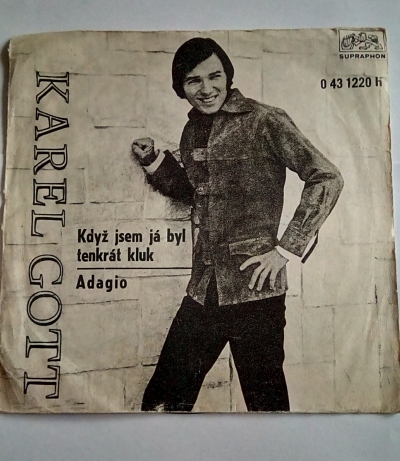 SUPRAPHON
0 43 1220 h
KAREL GOTT
Když jsem já byl
tenkrát kluk
Adagio